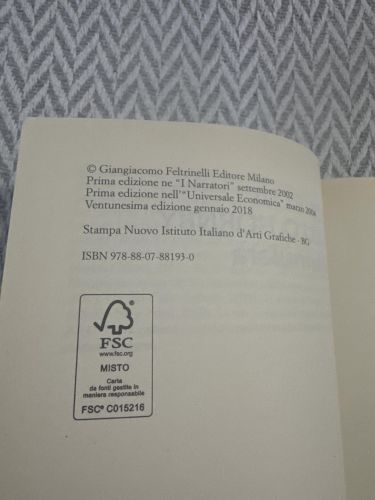 © Giangiacomo Feltrinelli Editore Milano
Prima edizione ne “I Narratori” settembre 2002
Prima edizione nell’“Universale Economica” marzo 2004
Ventunesima edizione gennaio 2018
Stampa Nuovo Istituto Italiano d’Arti Grafiche - BG
ISBN 978-88-07-88193-0
FSC
www.fsc.org
MISTO
Carta
da fonti gestite in
maniera responsabile
FSC® C015216